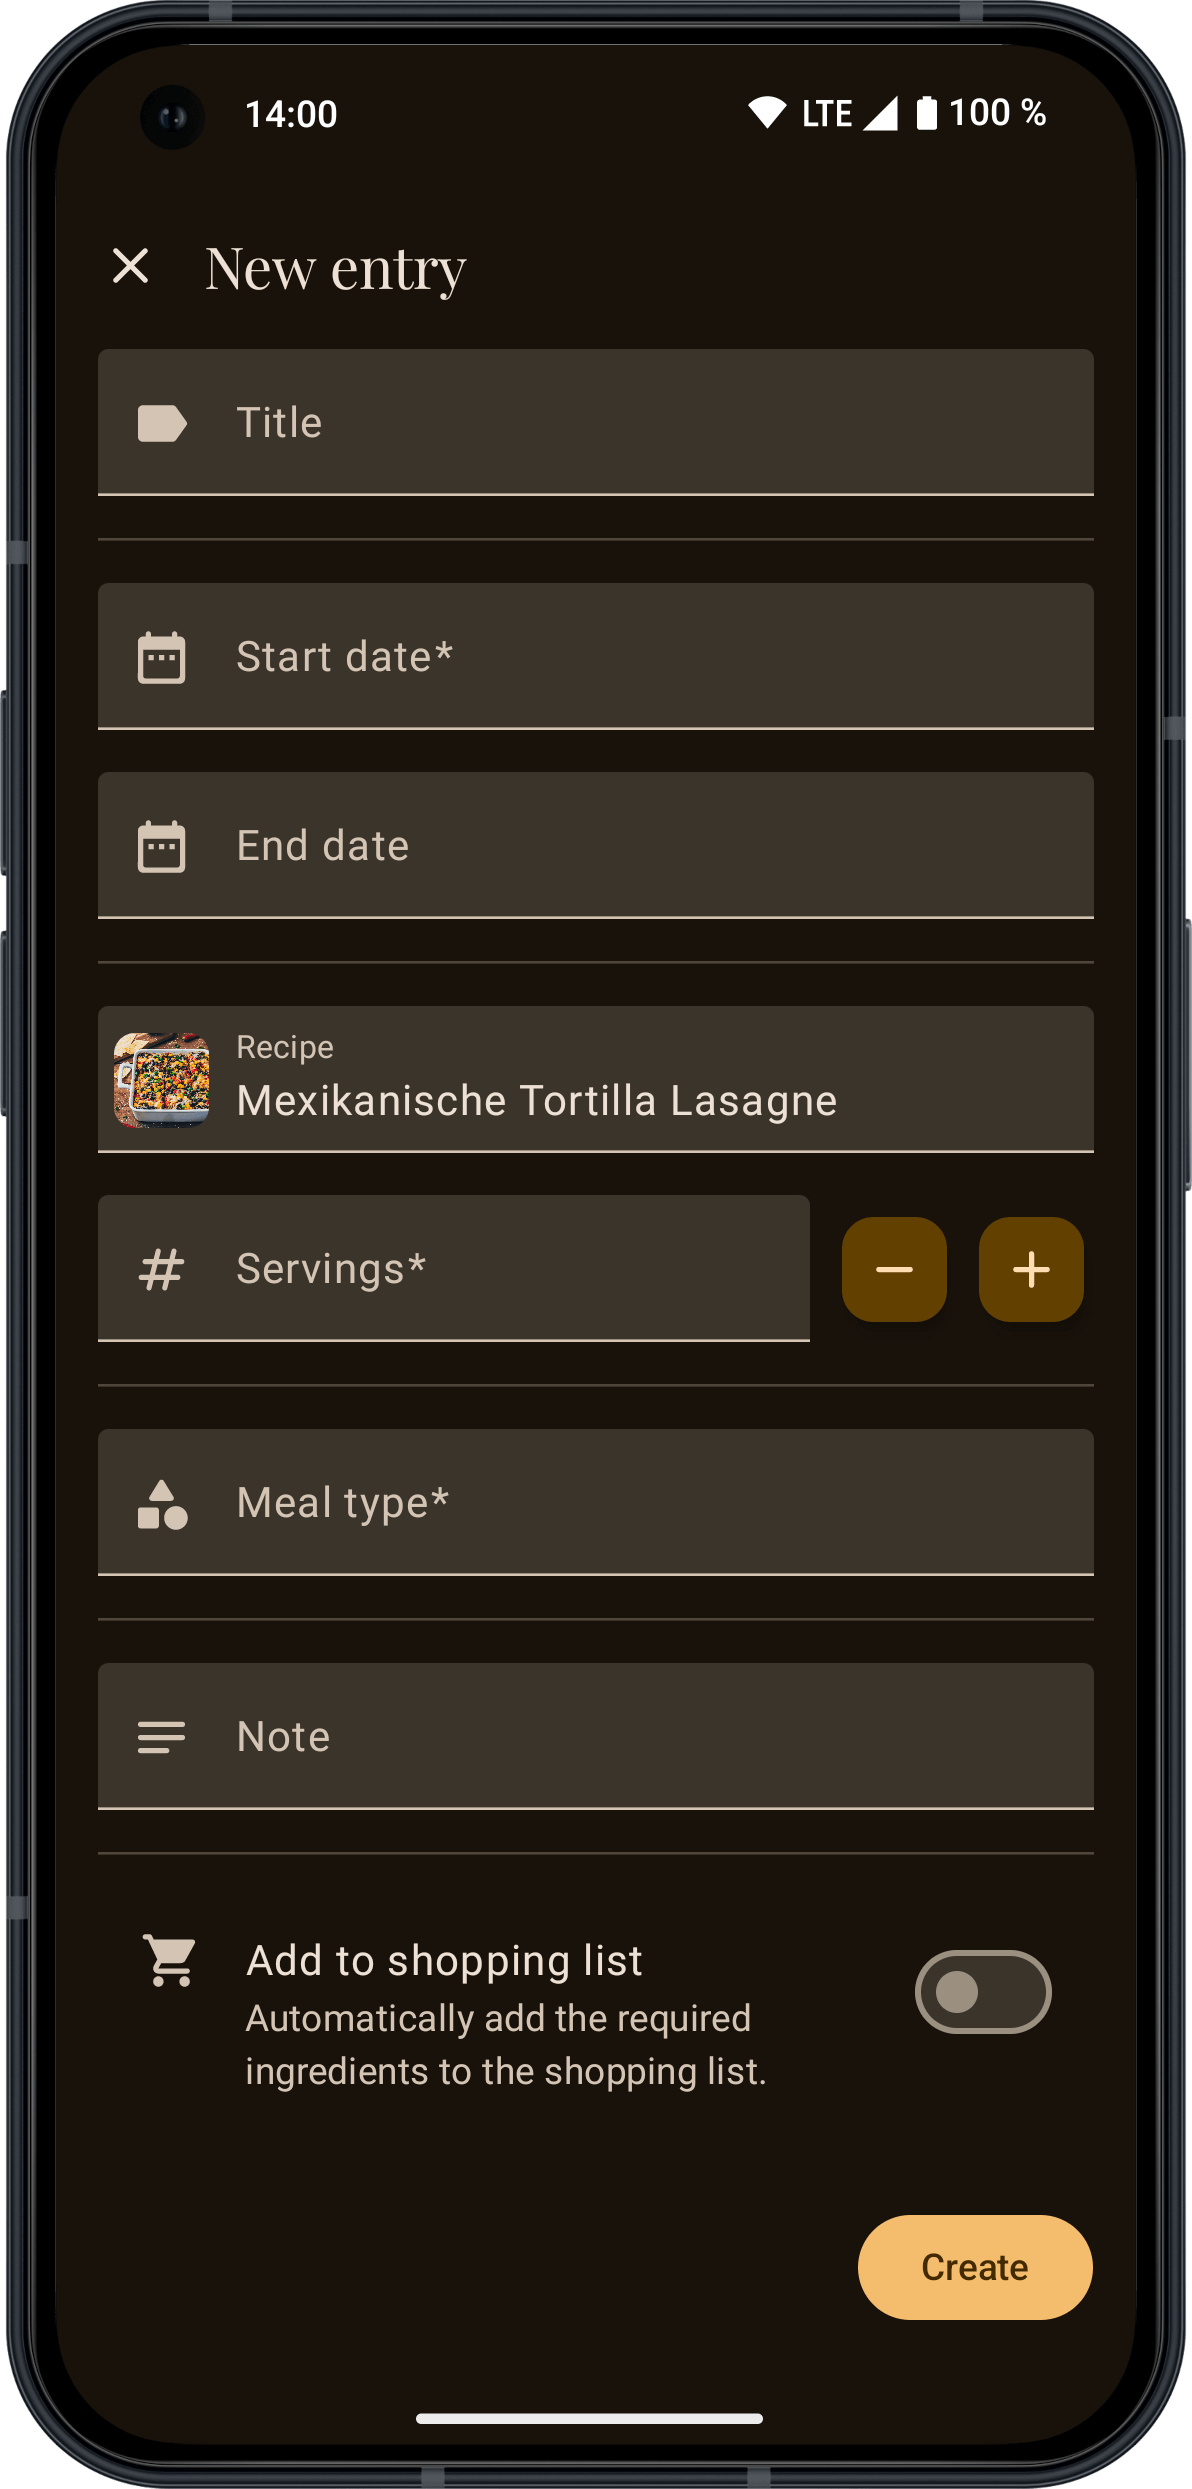 14:00
LTE 100 %
New entry
Title
Start date*
End date
Recipe
Mexikanische Tortilla Lasagne
Servings*
Meal type*
Note
Add to shopping list
Automatically add the required
ingredients to the shopping list.
Create